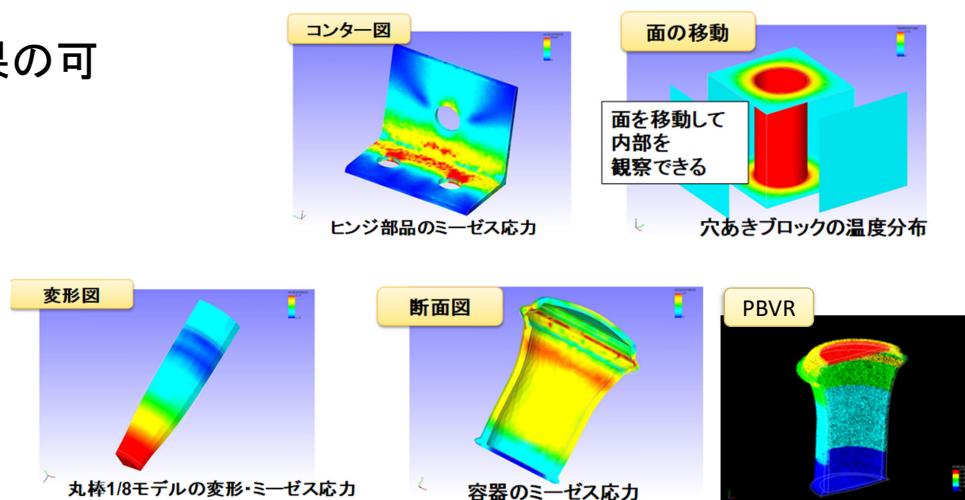 果の可
コンター図
ヒンジ部品のミーゼス応力
面の移動
面を移動して
内部を
観察できる
穴あきブロックの温度分布
変形図
丸棒1/8モデルの変形・ミーゼス応力
断面図
容器のミーゼス応力
PBVR